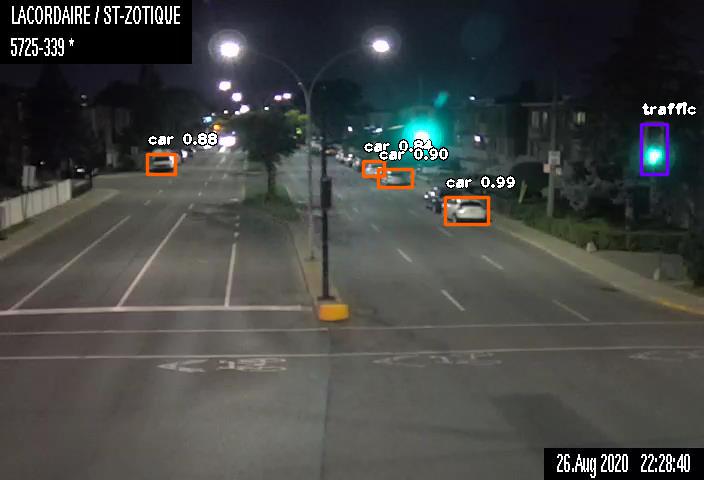 LACORDAIRE / ST-ZOTIQUE
5725-339 *
traffic
car 0.88
car 0.90
car 0.99
26.Aug 2020 22:28:40